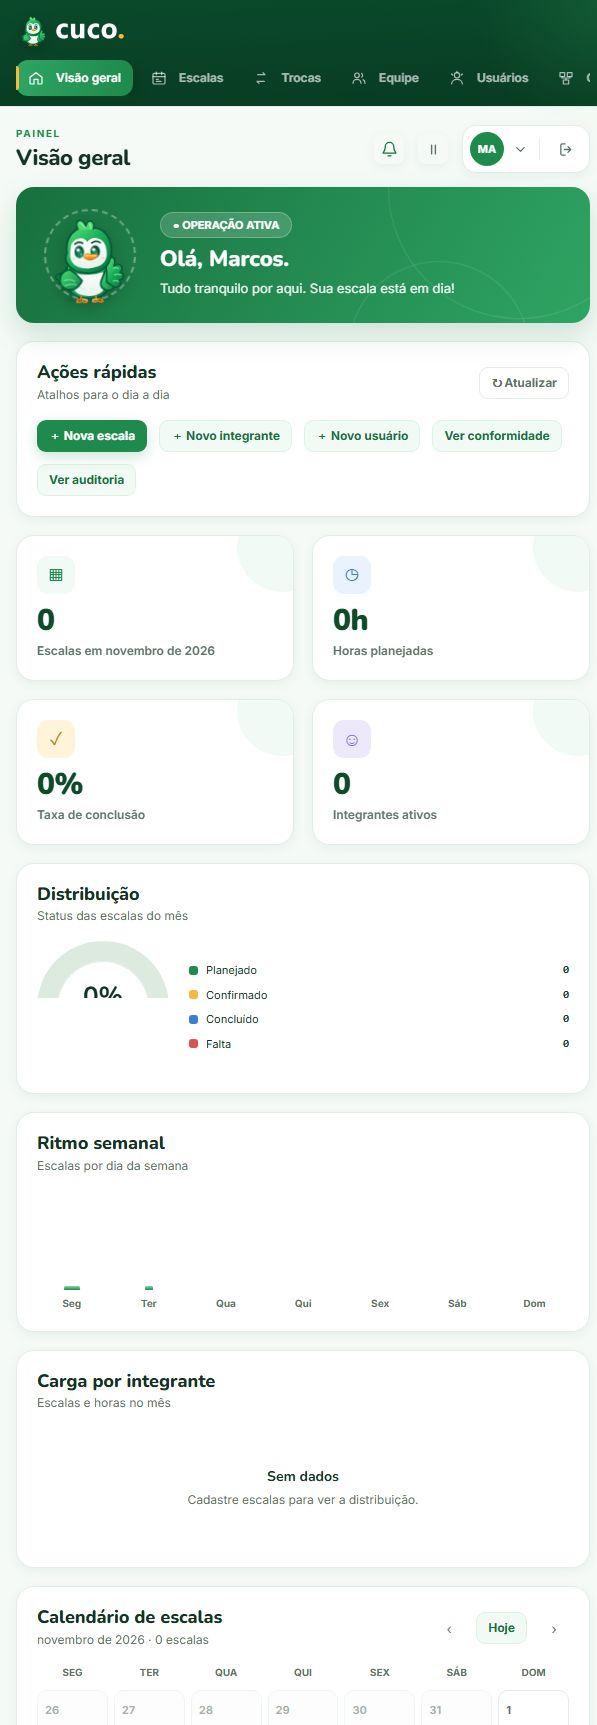 cuco.
Visão geral
Escalas
Trocas
Equipe
Usuários
PAINEL
Visão geral
MA
● OPERAÇÃO ATIVA
Olá, Marcos.
Tudo tranquilo por aqui. Sua escala está em dia!
Ações rápidas
Atalhos para o dia a dia
↻ Atualizar
+ Nova escala
+ Novo integrante
+ Novo usuário
Ver conformidade
Ver auditoria
0
Escalas em novembro de 2026
0h
Horas planejadas
0%
Taxa de conclusão
0
Integrantes ativos
Distribuição
Status das escalas do mês
0%
Planejado 0
Confirmado 0
Concluído 0
Falta 0
Ritmo semanal
Escalas por dia da semana
Seg Ter Qua Qui Sex Sáb Dom
Carga por integrante
Escalas e horas no mês
Sem dados
Cadastre escalas para ver a distribuição.
Calendário de escalas
novembro de 2026 · 0 escalas
‹ Hoje ›
SEG TER QUA QUI SEX SÁB DOM
26 27 28 29 30 31 1